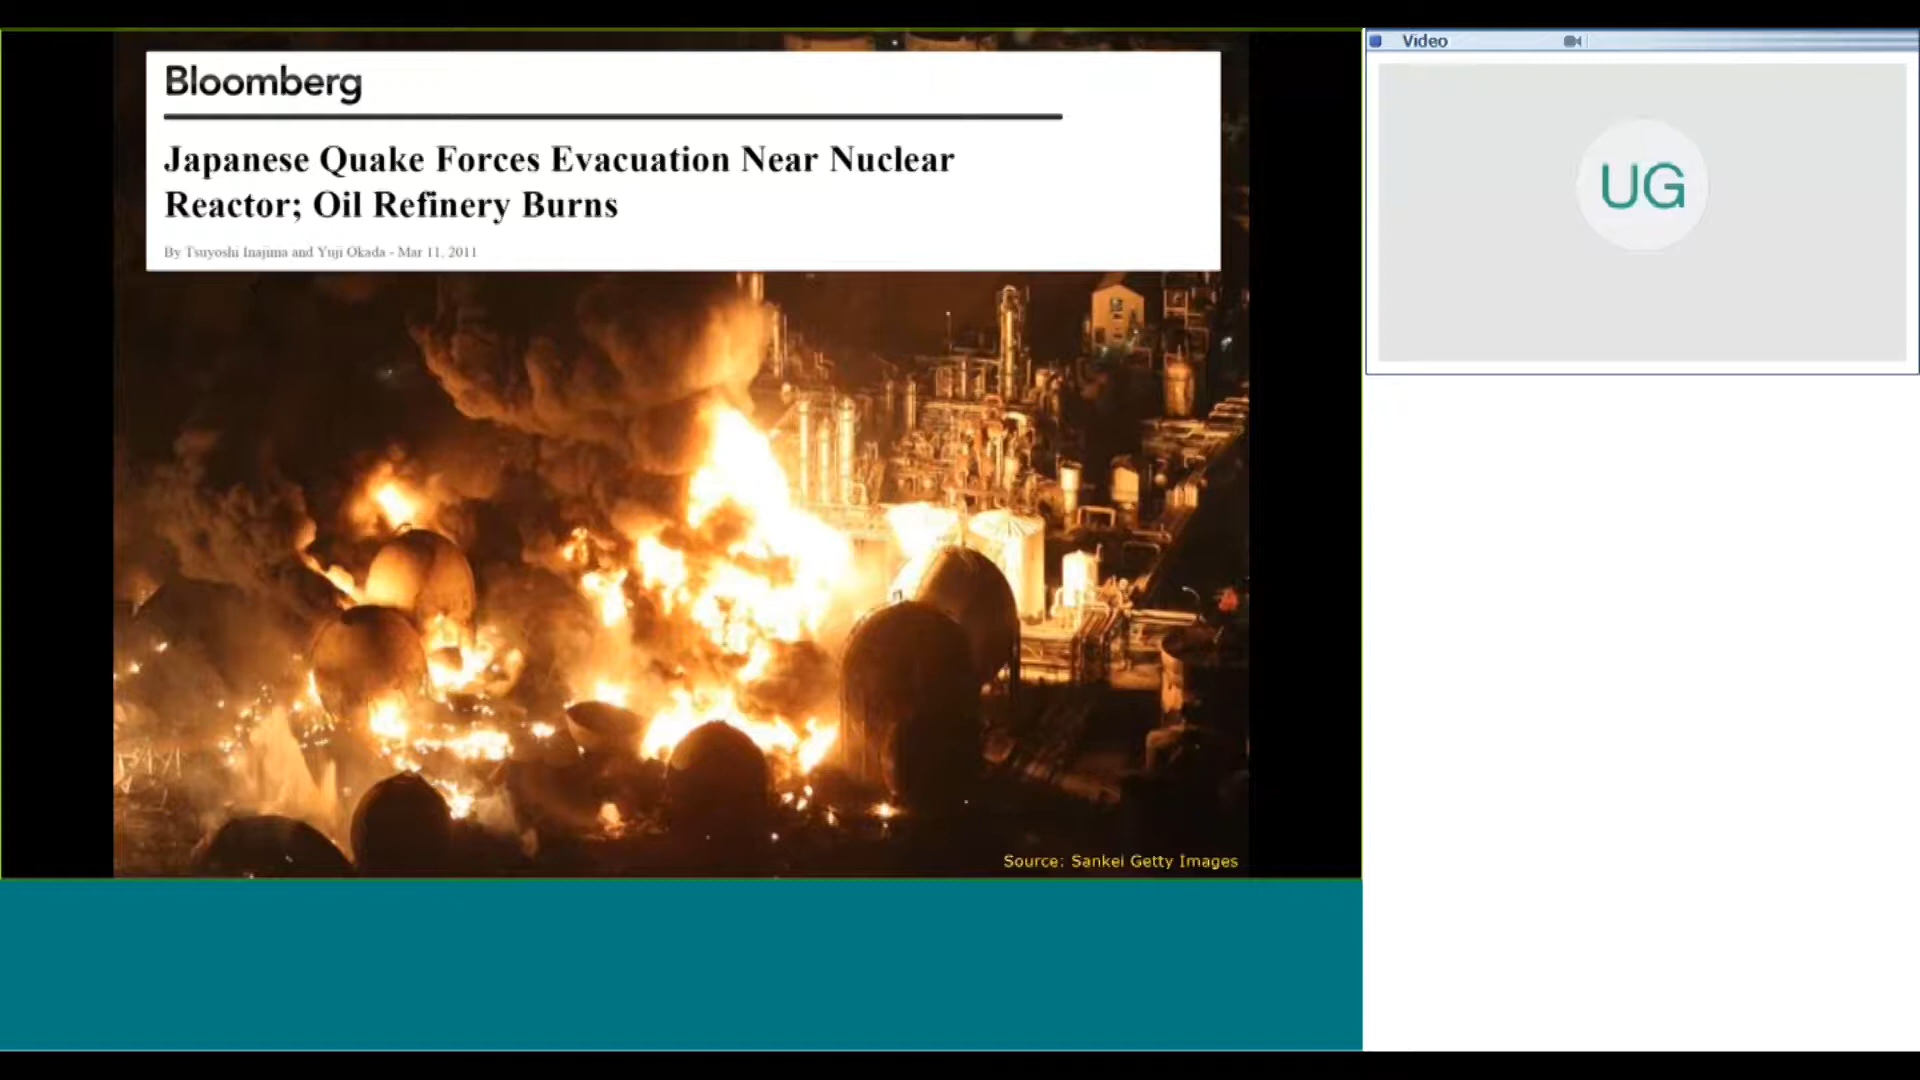 Bloomberg
Japanese Quake Forces Evacuation Near Nuclear
Reactor; Oil Refinery Burns
By Tsuyoshi Inajima and Yuji Okada - Mar 11, 2011
Source: Sankei Getty Images
Video
UG